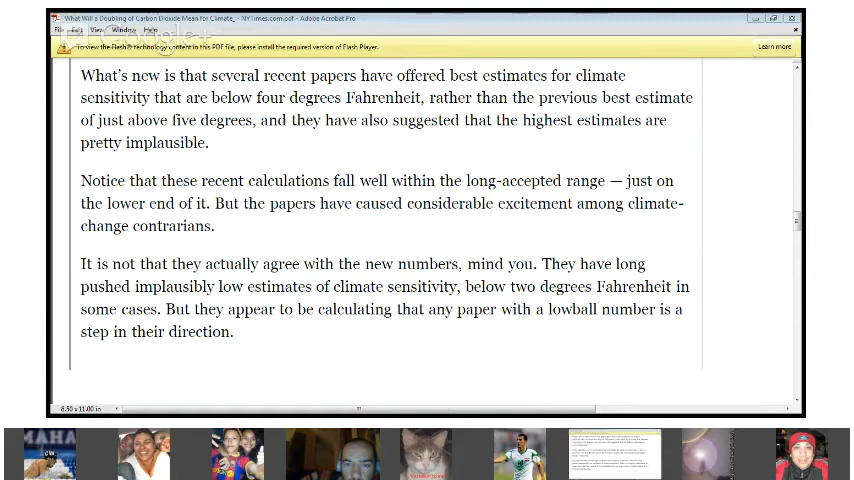 What Will a Doubling of Carbon Dioxide Mean for Climate_ - NYTimes.com.pdf - Adobe Acrobat Pro
File Edit View Window Help
Google+
To view the Flash® technology content in this PDF file, please install the required version of Flash Player.
Learn more
What's new is that several recent papers have offered best estimates for climate
sensitivity that are below four degrees Fahrenheit, rather than the previous best estimate
of just above five degrees, and they have also suggested that the highest estimates are
pretty implausible.
Notice that these recent calculations fall well within the long-accepted range — just on
the lower end of it. But the papers have caused considerable excitement among climate-
change contrarians.
It is not that they actually agree with the new numbers, mind you. They have long
pushed implausibly low estimates of climate sensitivity, below two degrees Fahrenheit in
some cases. But they appear to be calculating that any paper with a lowball number is a
step in their direction.
8.50 x 11.00 in
MAHA